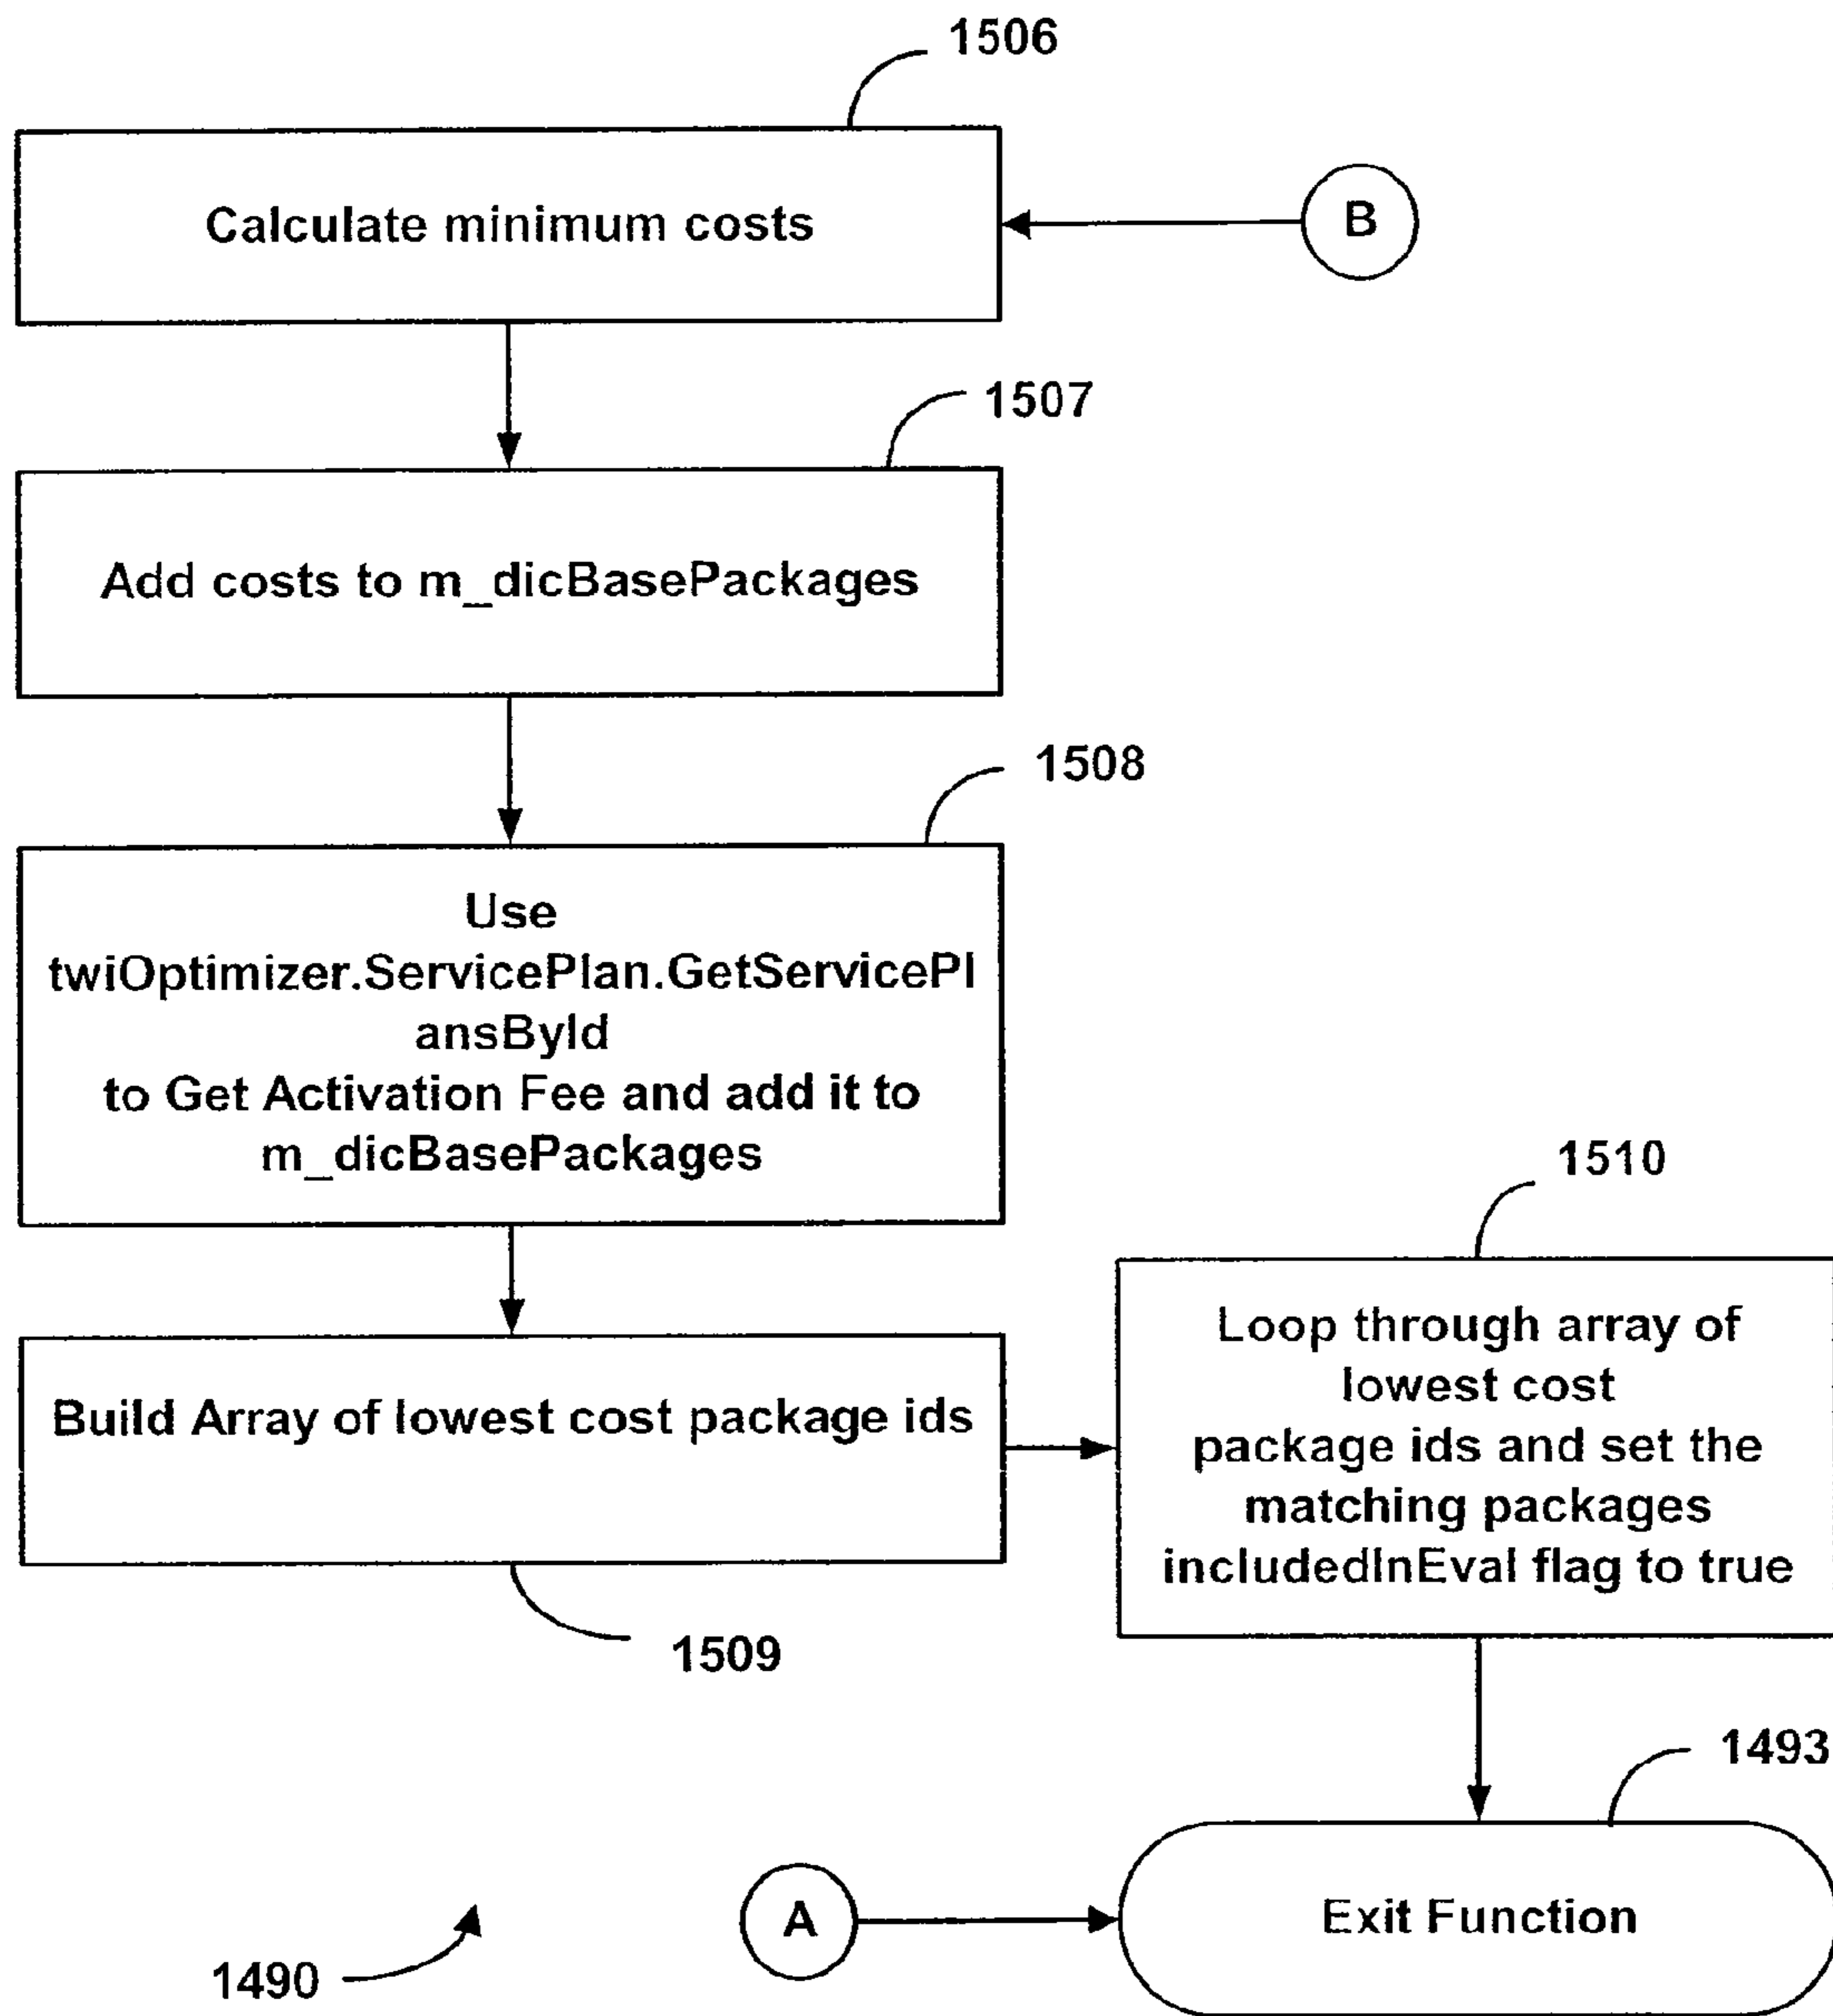 1506
Calculate minimum costs
B
1507
Add costs to m_dicBasePackages
1508
Use
twiOptimizer.ServicePlan.GetServicePl
ansById
to Get Activation Fee and add it to
m_dicBasePackages
1510
Loop through array of
lowest cost
package ids and set the
matching packages
includedInEval flag to true
Build Array of lowest cost package ids
1509
1493
Exit Function
A
1490